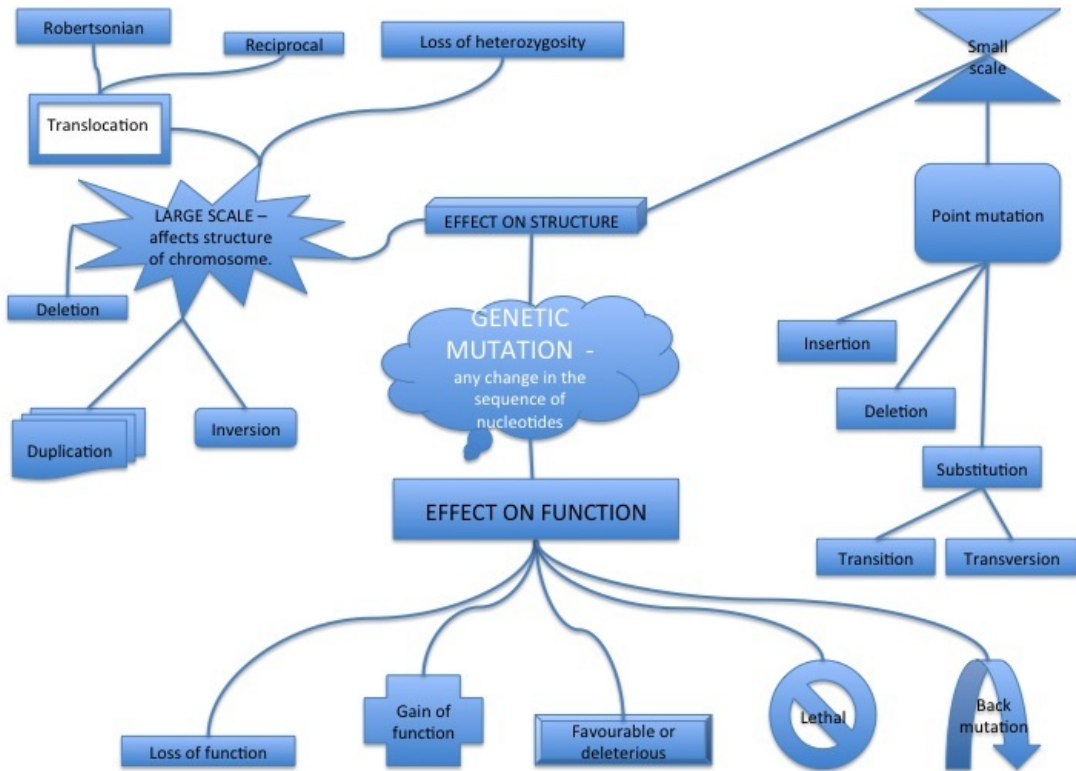 Robertsonian
Reciprocal
Loss of heterozygosity
Small
scale
Translocation
LARGE SCALE –
affects structure
of chromosome.
EFFECT ON STRUCTURE
Point mutation
Deletion
GENETIC
MUTATION -
any change in the
sequence of
nucleotides
Insertion
Deletion
Duplication
Inversion
Substitution
EFFECT ON FUNCTION
Transition
Transversion
Loss of function
Gain of
function
Favourable or
deleterious
Lethal
Back
mutation